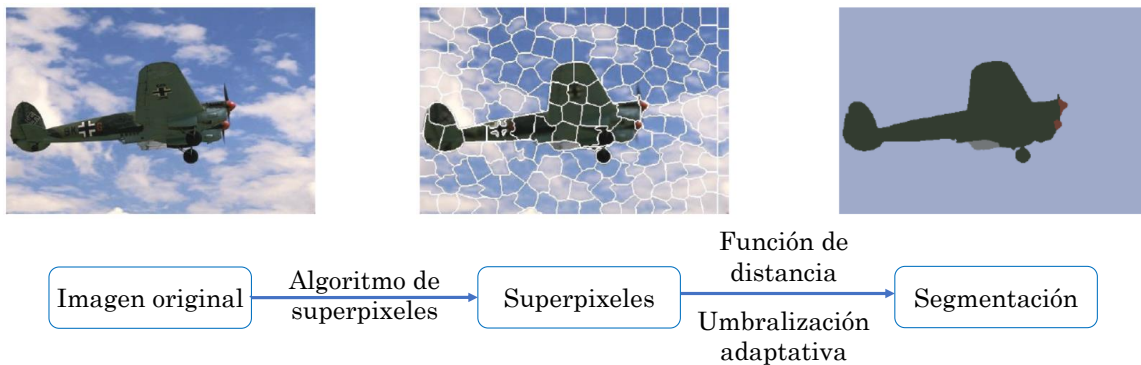 Imagen original
Algoritmo de
superpixeles
Superpixeles
Función de
distancia
Umbralización
adaptativa
Segmentación